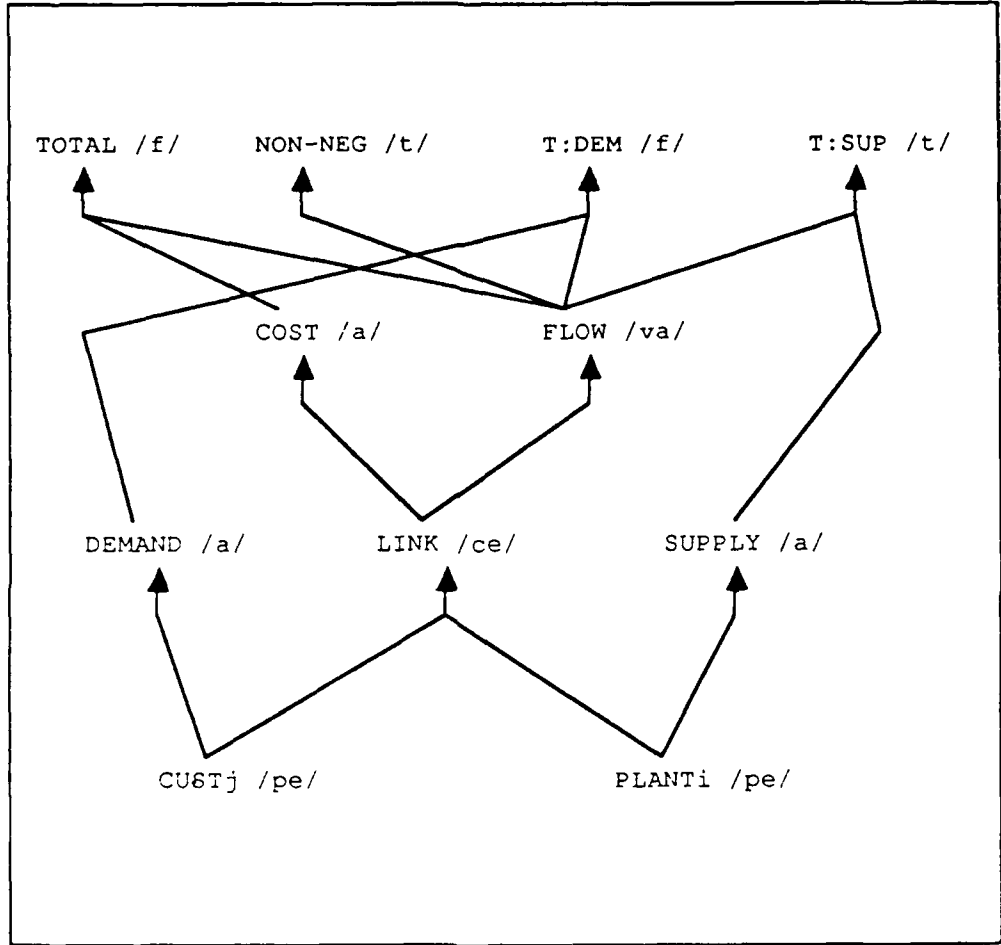 TOTAL /f/ NON-NEG /t/ T:DEM /f/ T:SUP /t/
COST /a/ FLOW /va/
DEMAND /a/ LINK /ce/ SUPPLY /a/
CUSTj /pe/ PLANTi /pe/